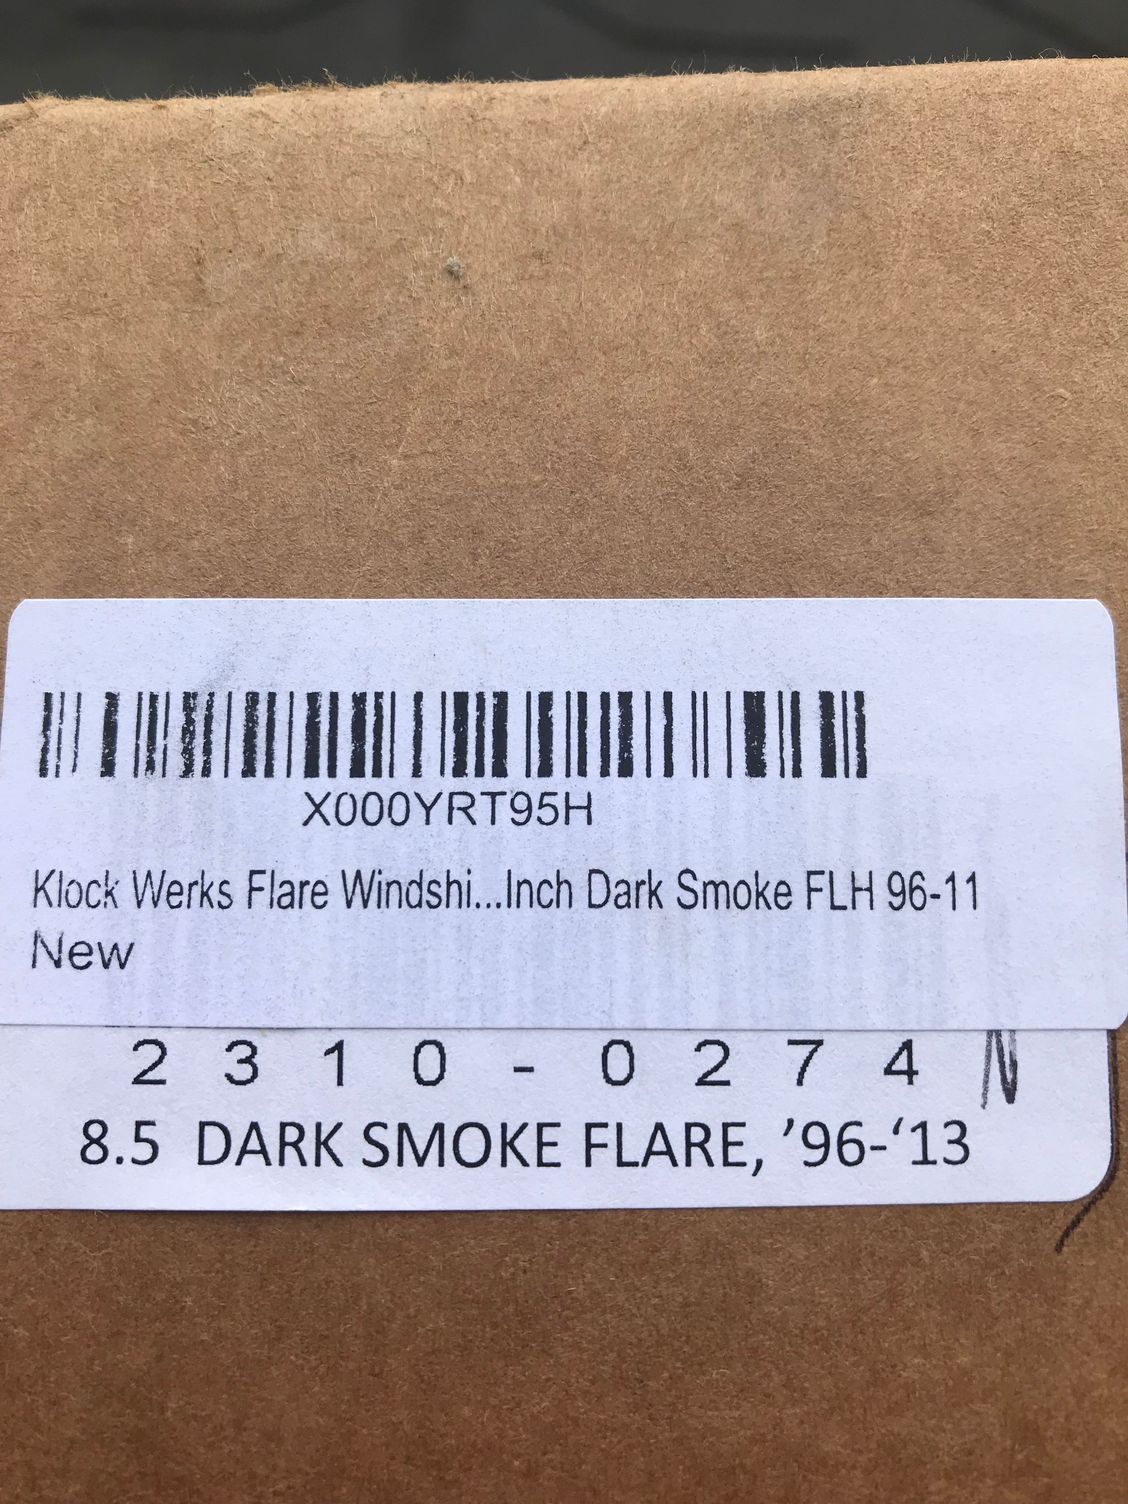 X000YRT95H
Klock Werks Flare Windshi...Inch Dark Smoke FLH 96-11
New
2310-0274 N
8.5 DARK SMOKE FLARE, ’96-‘13